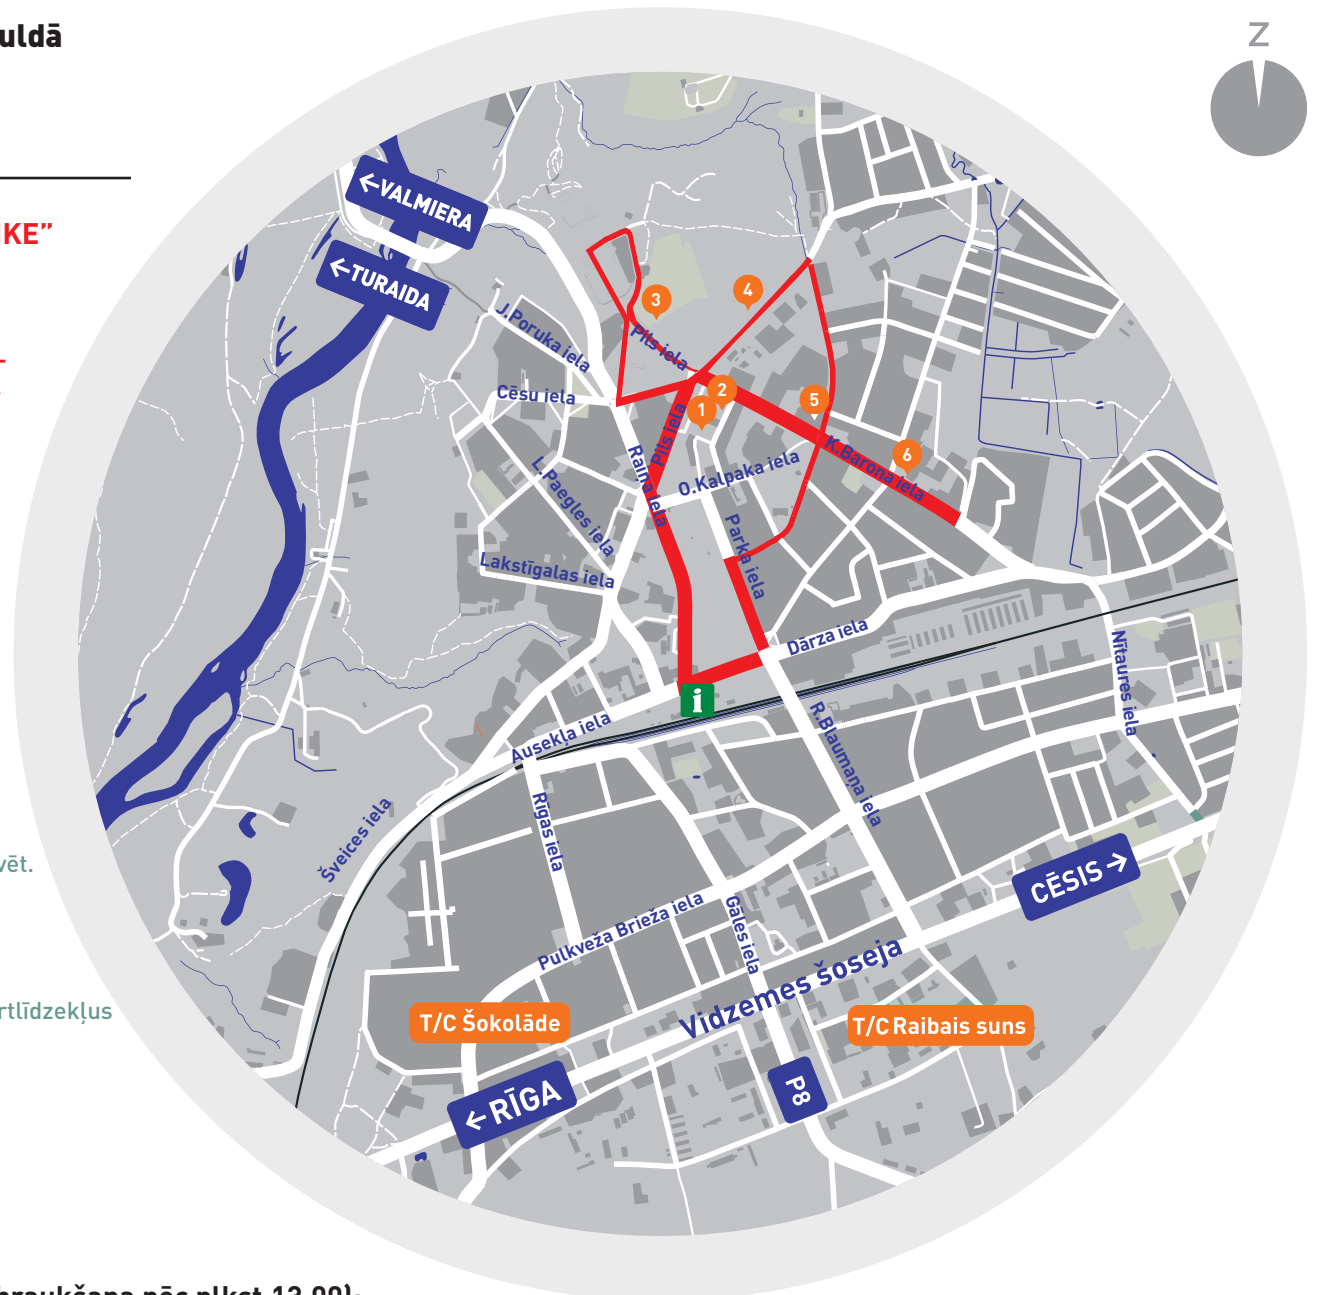 uldā
Z
IKE”
←VALMIERA
←TURAIDA
3
4
J.Poruka iela
Pils iela
Cēsu iela
2
1
5
Pils iela
Raiņa iela
K.Barona iela
6
O.Kalpaka iela
L.Paegles iela
Parka iela
Lakstīgalas iela
Dārza iela
Nītaures iela
i
Ausekļa iela
R.Blaumaņa iela
Rīgas iela
Šveices iela
vēt.
CĒSIS→
Pulkveža Brieža iela
Gāles iela
Vidzemes šoseja
rtlīdzekļus
T/C Šokolāde
T/C Raibais suns
←RĪGA
P8